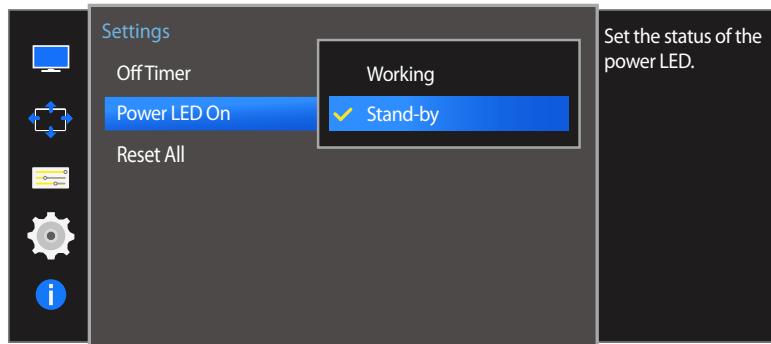 Settings
Off Timer
Power LED On
Reset All
Working
Stand-by
Set the status of the
power LED.